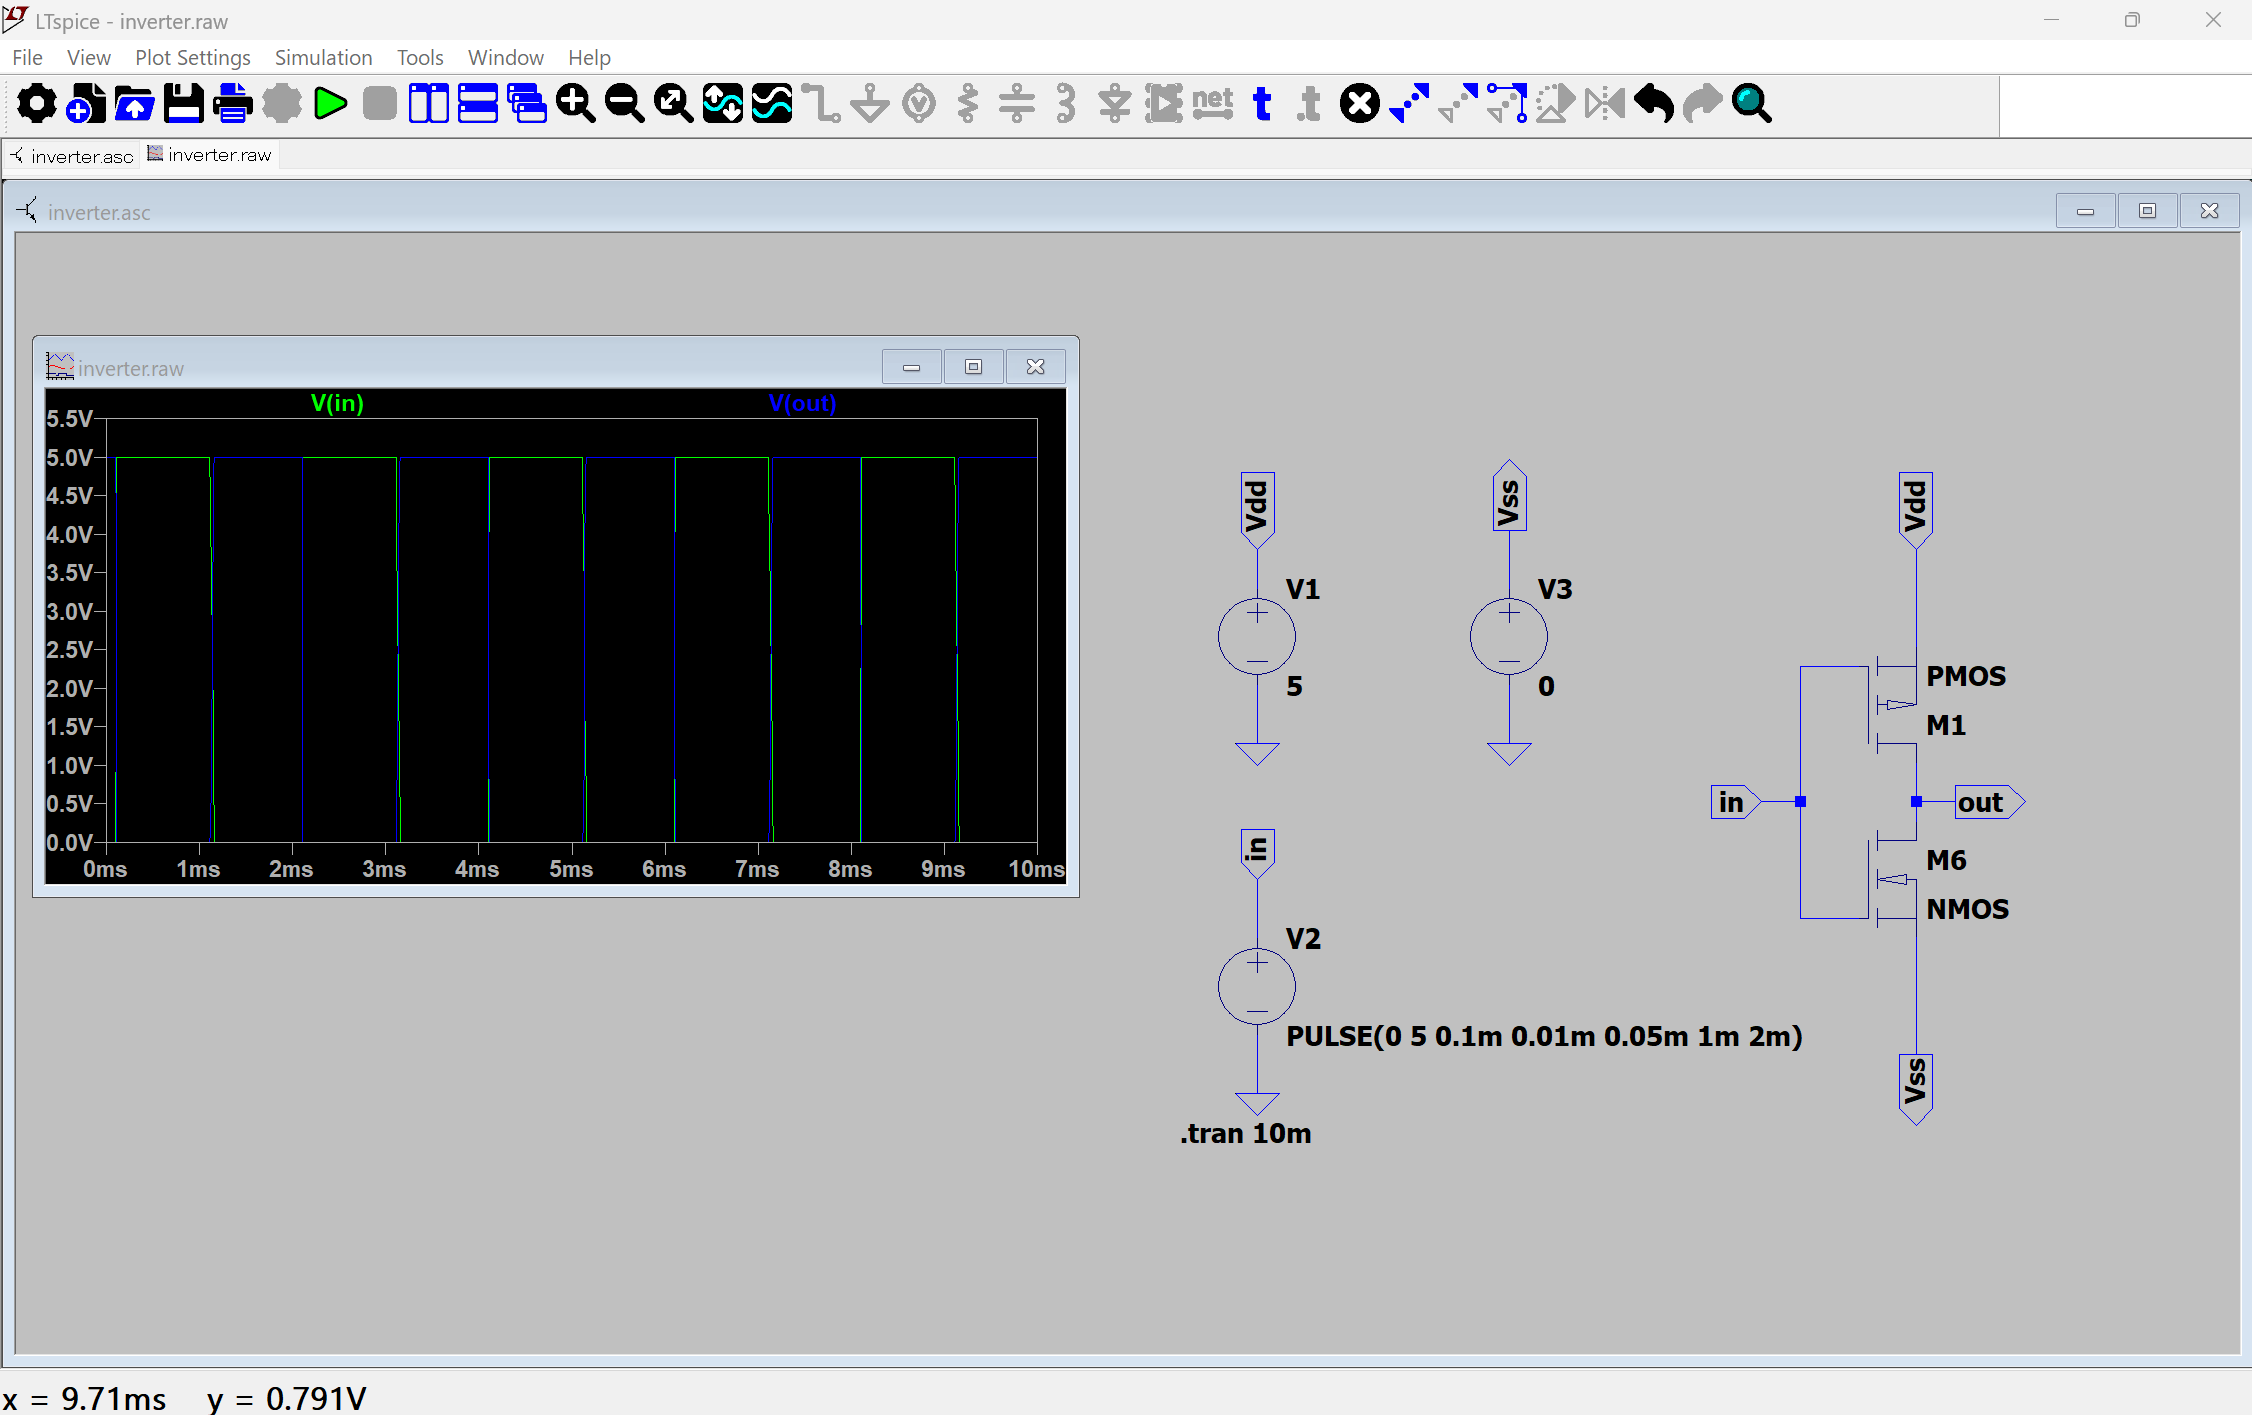 LTspice - inverter.raw
File View Plot Settings Simulation Tools Window Help
net t .t
inverter.asc inverter.raw
inverter.asc
inverter.raw
V(in) V(out)
5.5V
5.0V
4.5V
4.0V
3.5V
3.0V
2.5V
2.0V
1.5V
1.0V
0.5V
0.0V
0ms 1ms 2ms 3ms 4ms 5ms 6ms 7ms 8ms 9ms 10ms
Vdd
V1
5
Vss
V3
0
in
V2
PULSE(0 5 0.1m 0.01m 0.05m 1m 2m)
.tran 10m
Vdd
PMOS
M1
in
out
M6
NMOS
Vss
x = 9.71ms y = 0.791V